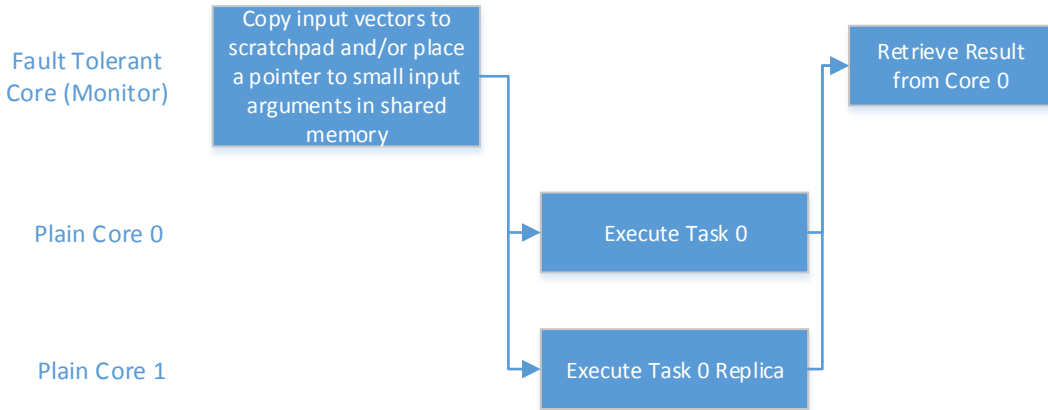 Fault Tolerant
Core (Monitor)
Copy input vectors to
scratchpad and/or place
a pointer to small input
arguments in shared
memory
Retrieve Result
from Core 0
Plain Core 0
Execute Task 0
Plain Core 1
Execute Task 0 Replica